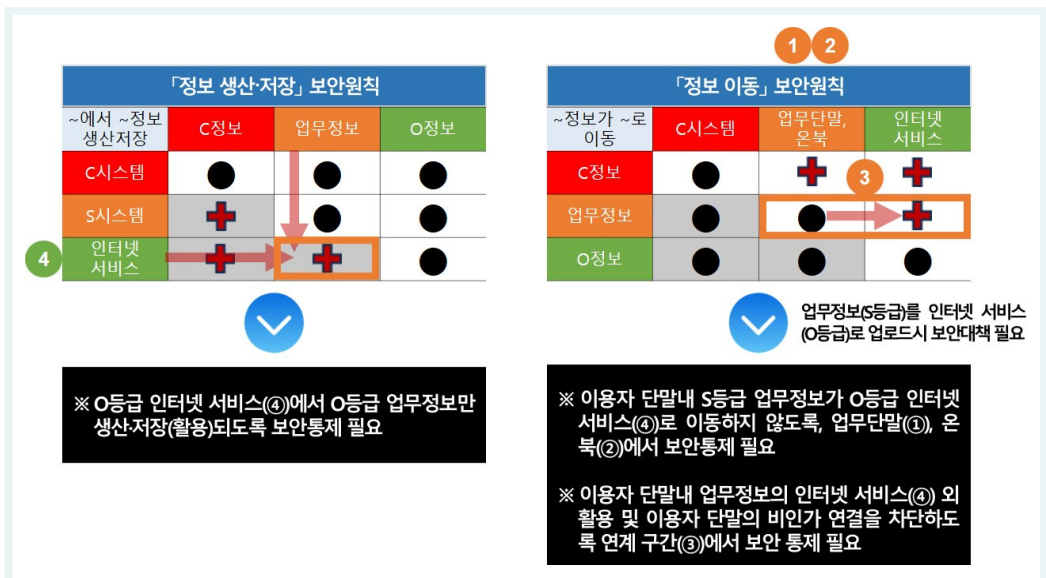 「정보 생산·저장」 보안원칙
~에서 ~정보
생산저장
C정보
업무정보
O정보
C시스템
S시스템
인터넷
서비스
4
※ O등급 인터넷 서비스(④)에서 O등급 업무정보만
생산·저장(활용)되도록 보안통제 필요
1 2
「정보 이동」 보안원칙
~정보가 ~로
이동
C시스템
업무단말,
온북
인터넷
서비스
C정보
3
업무정보
O정보
업무정보(S등급)를 인터넷 서비스
(O등급)로 업로드시 보안대책 필요
※ 이용자 단말내 S등급 업무정보가 O등급 인터넷
서비스(④)로 이동하지 않도록, 업무단말(①), 온
북(②)에서 보안통제 필요
※ 이용자 단말내 업무정보의 인터넷 서비스(④) 외
활용 및 이용자 단말의 비인가 연결을 차단하도
록 연계 구간(③)에서 보안 통제 필요